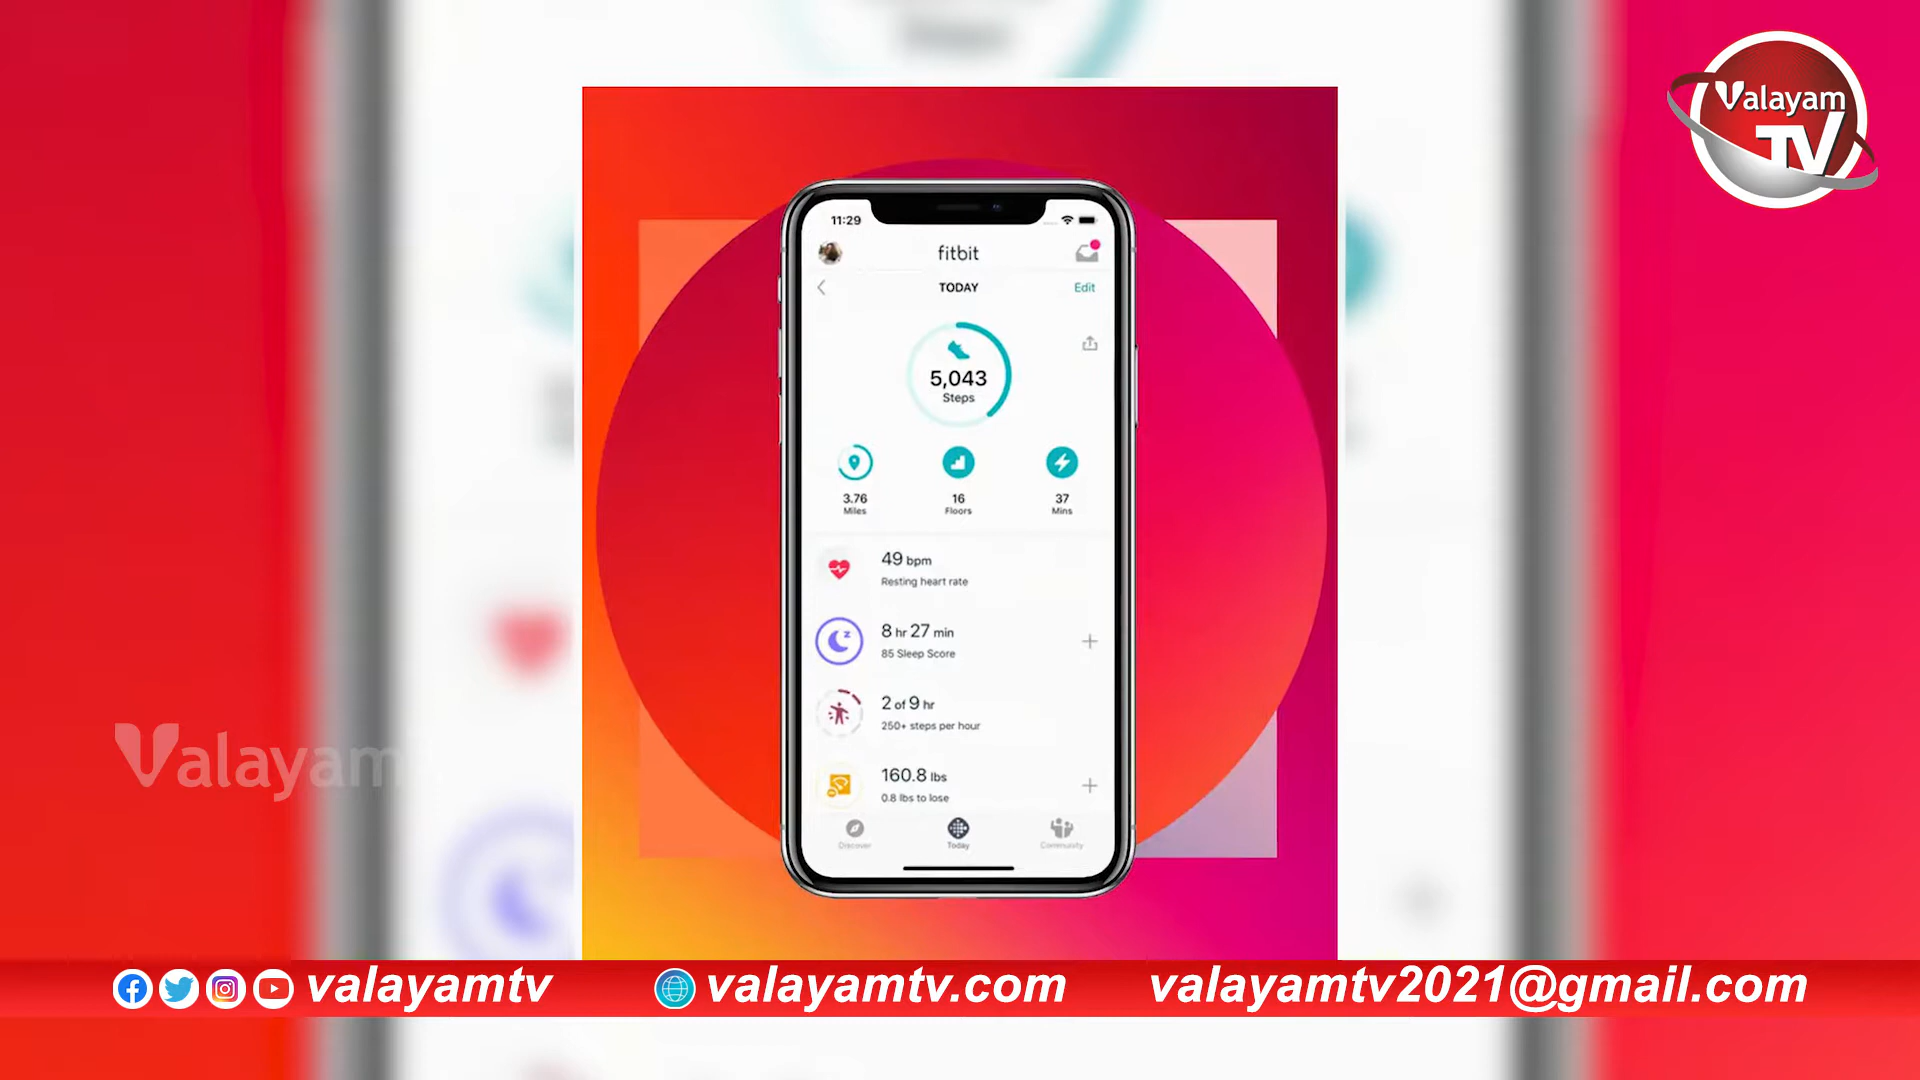 Valayam
TV
11:29
fitbit
TODAY
Edit
5,043
Steps
3.76
Miles
16
Floors
37
Mins
49 bpm
Resting heart rate
8 hr 27 min
85 Sleep Score
2 of 9 hr
250+ steps per hour
160.8 lbs
0.8 lbs to lose
Discover
Today
Community
Valayam
valayamtv
valayamtv.com
valayamtv2021@gmail.com